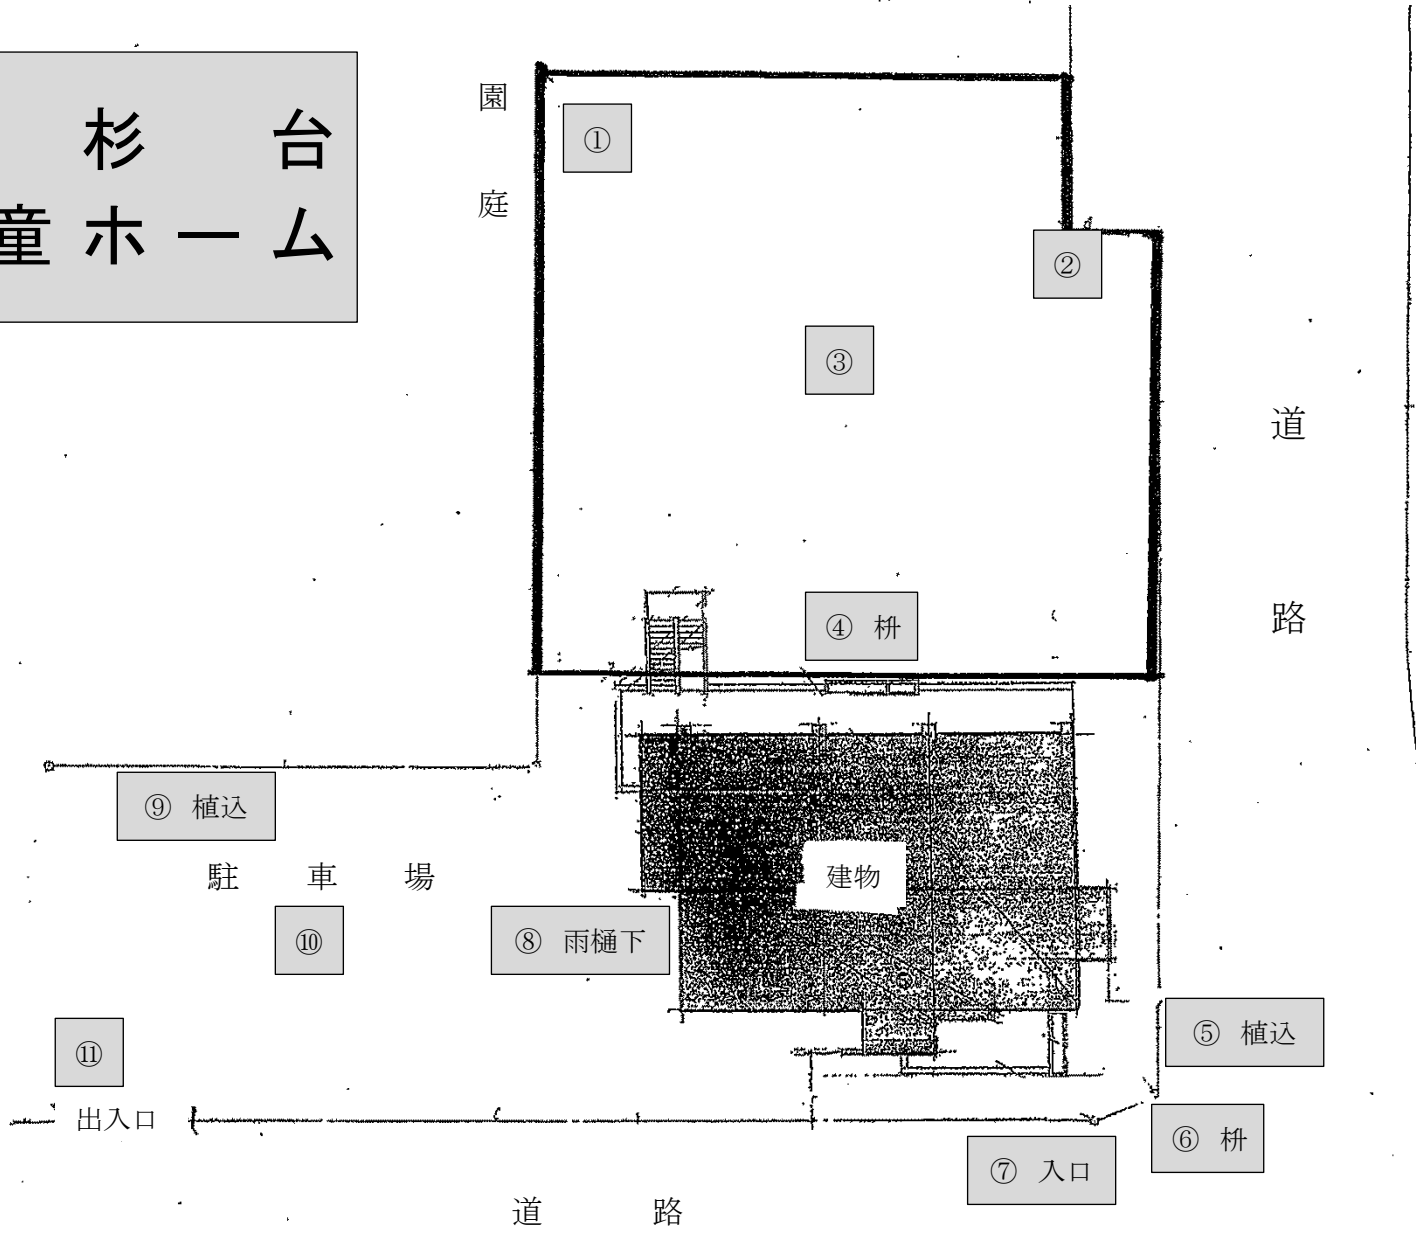 杉 台
童 ホ ー ム
園
庭
①
②
③
④ 枡
道
路
⑨ 植込
駐 車 場
建物
⑩
⑧ 雨樋下
⑪
⑤ 植込
出入口
⑥ 枡
⑦ 入口
道 路